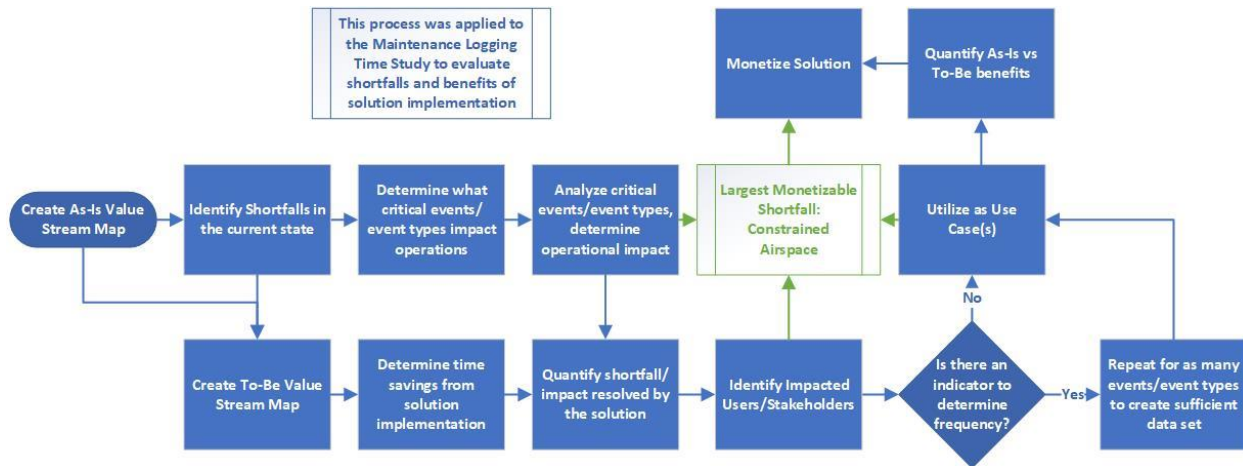 This process was applied to
the Maintenance Logging
Time Study to evaluate
shortfalls and benefits of
solution implementation
Monetize Solution
Quantify As-Is vs
To-Be benefits
Create As-Is Value
Stream Map
Identify Shortfalls in
the current state
Determine what
critical events/
event types impact
operations
Analyze critical
events/event types,
determine
operational impact
Largest Monetizable
Shortfall:
Constrained
Airspace
Utilize as Use
Case(s)
No
Create To-Be Value
Stream Map
Determine time
savings from
solution
implementation
Quantify shortfall/
impact resolved by
the solution
Identify Impacted
Users/Stakeholders
Is there an
indicator to
determine
frequency?
Yes
Repeat for as many
events/event types
to create sufficient
data set